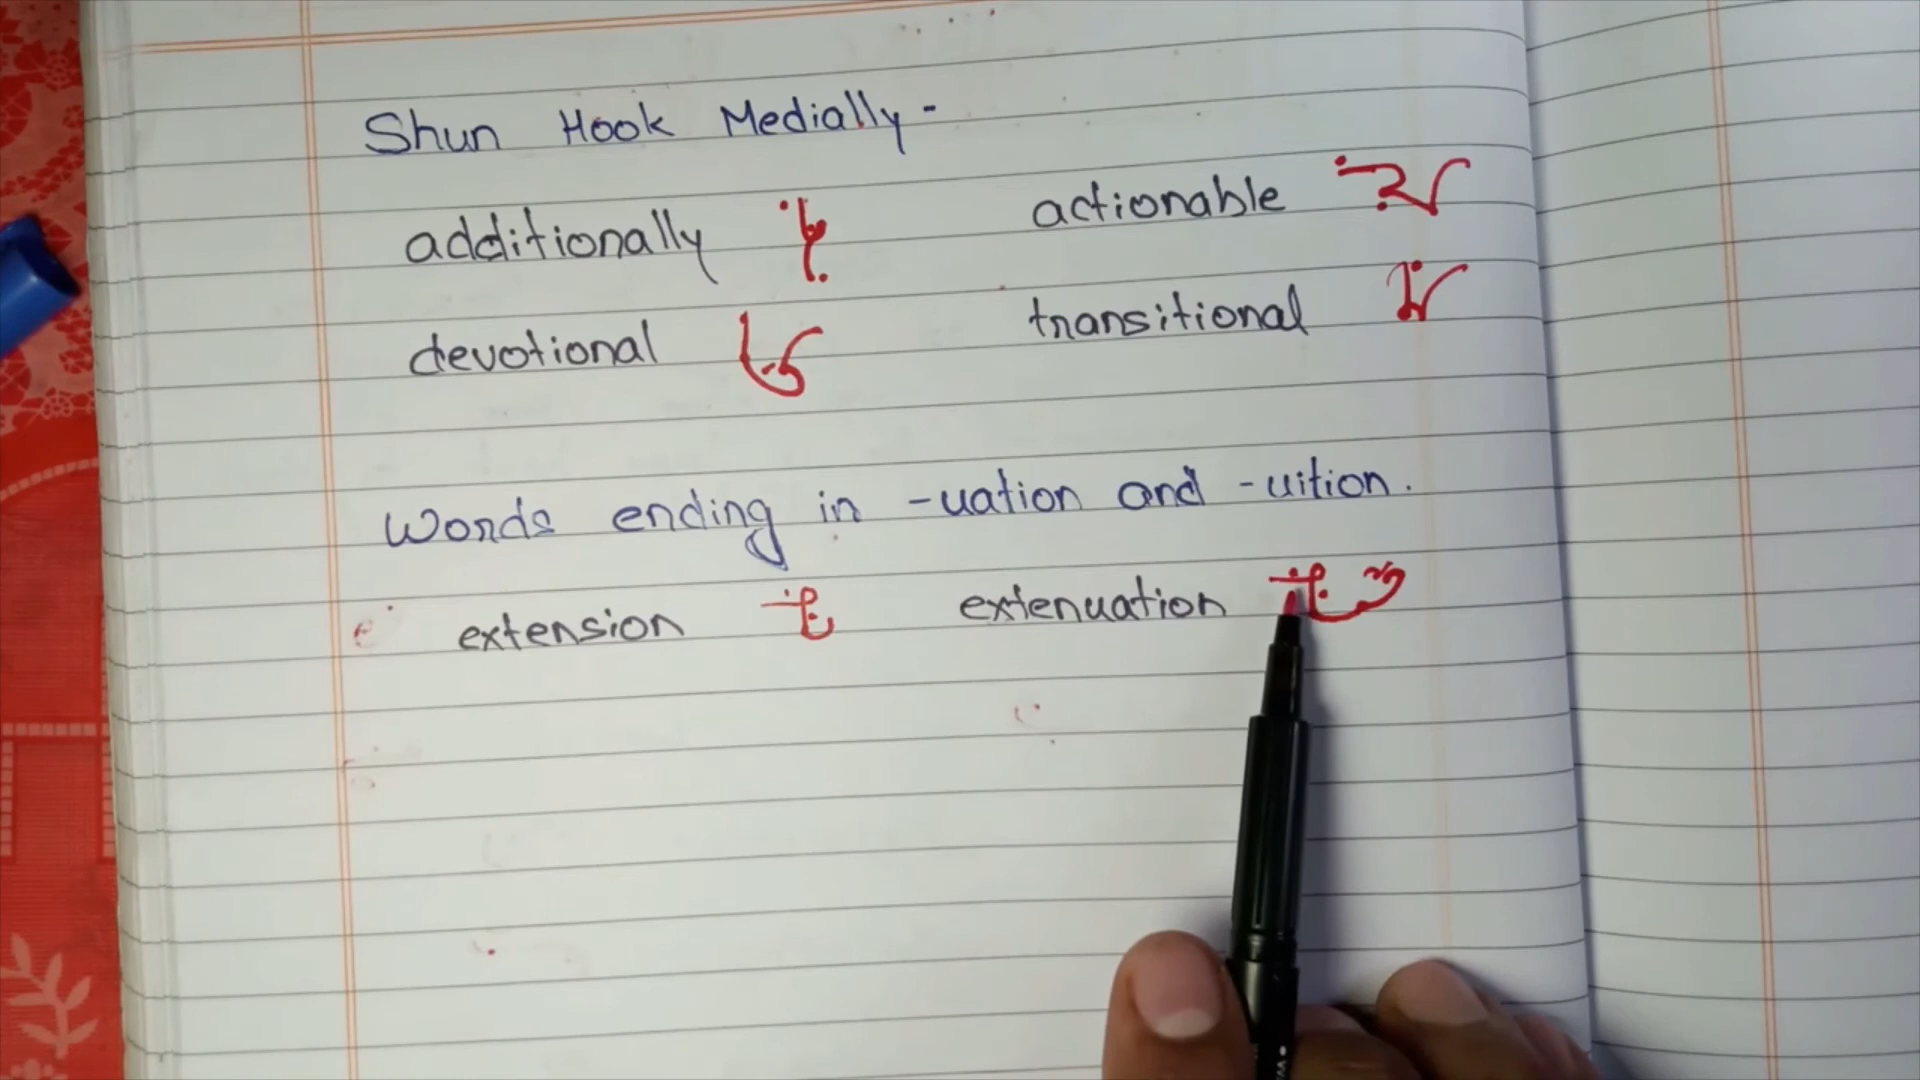 Shun Hook Medially -
additionally actionable
devotional transitional
Words ending in -uation and -uition.
extension extenuation